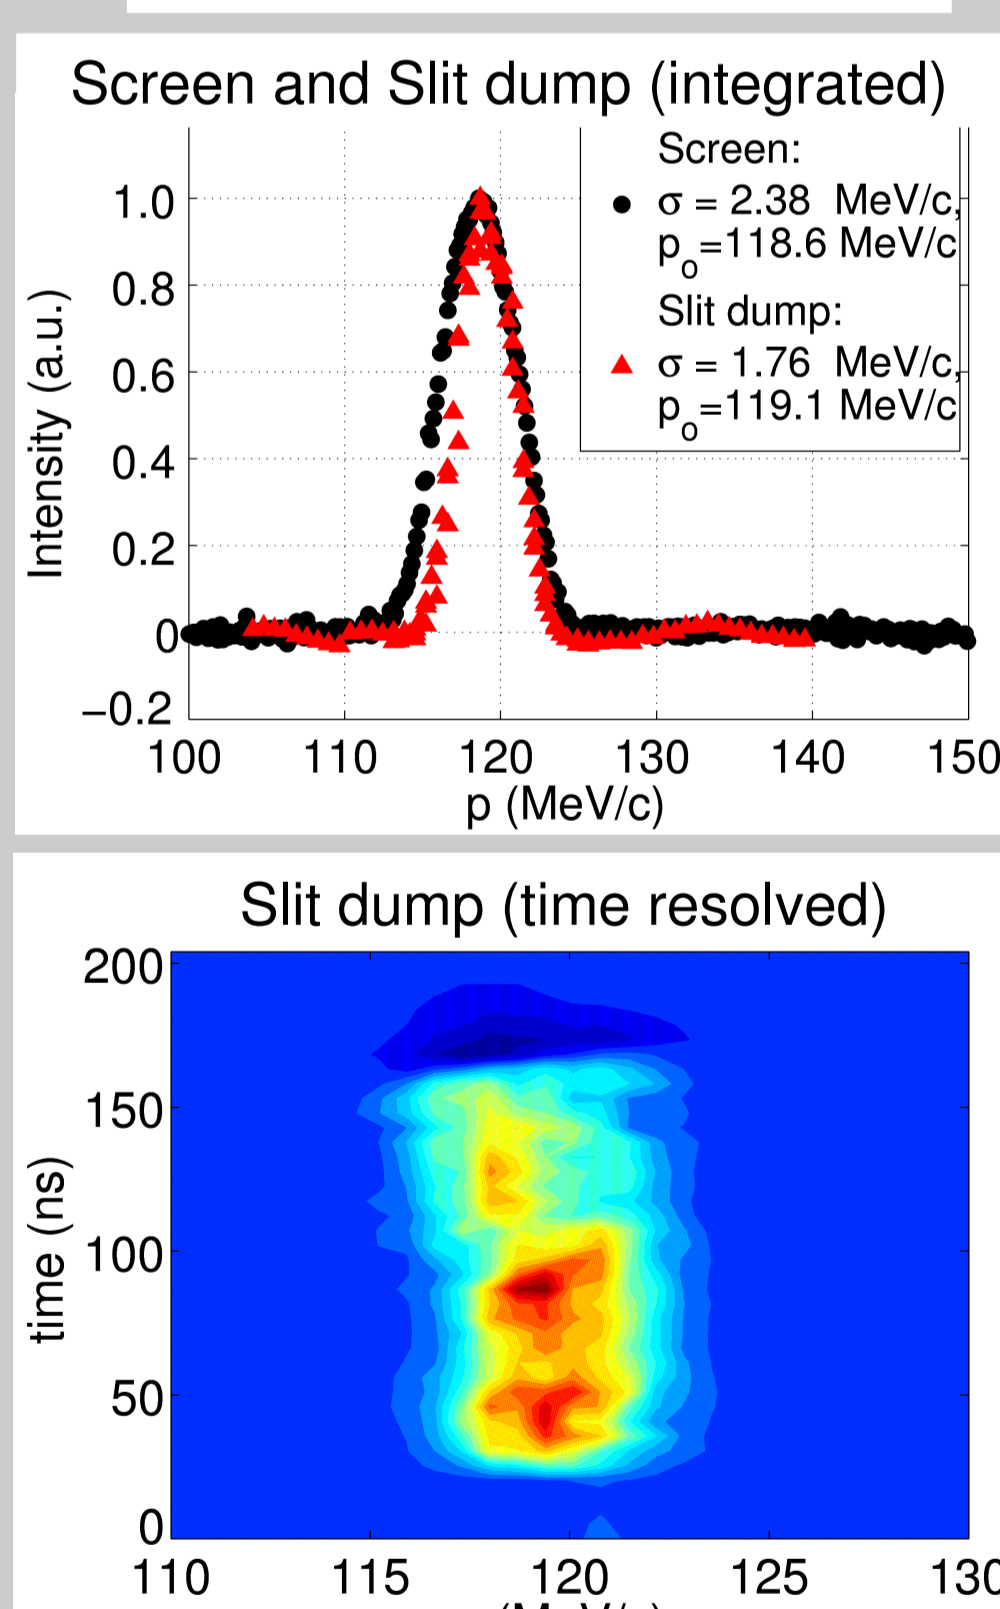 Screen and Slit dump (integrated)
Screen:
σ = 2.38 MeV/c,
po=118.6 MeV/c
Slit dump:
σ = 1.76 MeV/c,
po=119.1 MeV/c
Intensity (a.u.)
1.0
0.8
0.6
0.4
0.2
0
−0.2
100 110 120 130 140 150
p (MeV/c)
Slit dump (time resolved)
time (ns)
200
150
100
50
0
110 115 120 125 130